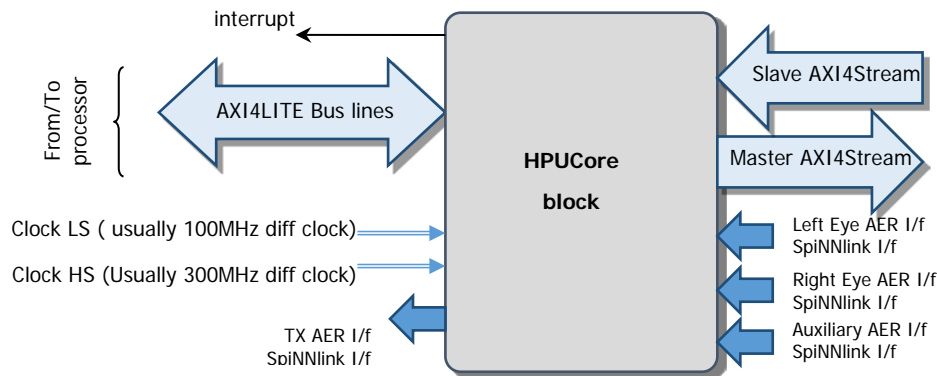 interrupt
From/To
processor
AXI4LITE Bus lines
Slave AXI4Stream
Master AXI4Stream
HPUCore
block
Clock LS ( usually 100MHz diff clock)
Clock HS (Usually 300MHz diff clock)
TX AER I/f
SpiNNlink I/f
Left Eye AER I/f
SpiNNlink I/f
Right Eye AER I/f
SpiNNlink I/f
Auxiliary AER I/f
SpiNNlink I/f